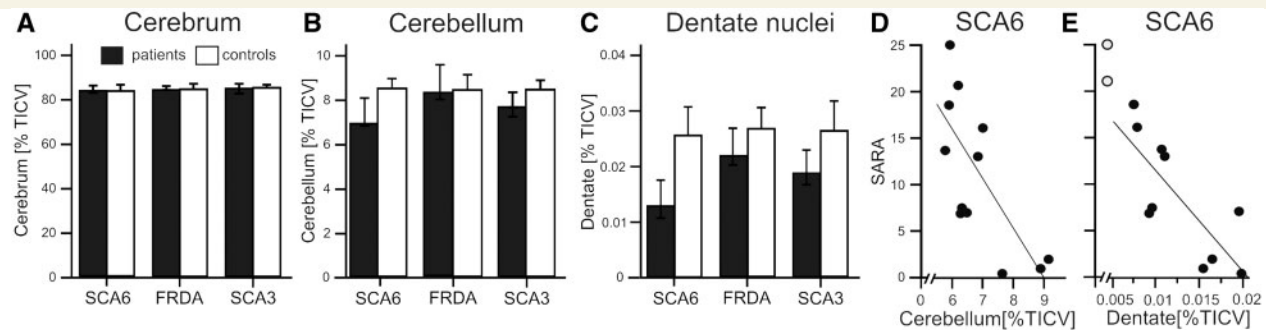 A Cerebrum
patients controls
Cerebrum [% TICV]
100
80
60
40
20
0
SCA6 FRDA SCA3
B Cerebellum
Cerebellum [% TICV]
10
8
6
4
2
0
SCA6 FRDA SCA3
C Dentate nuclei
Dentate [% TICV]
0.04
0.03
0.02
0.01
0
SCA6 FRDA SCA3
D SCA6
SARA
25
20
15
10
5
0
0 6 7 8 9
Cerebellum[%TICV]
E SCA6
0.005 0.01 0.015 0.02
Dentate[%TICV]